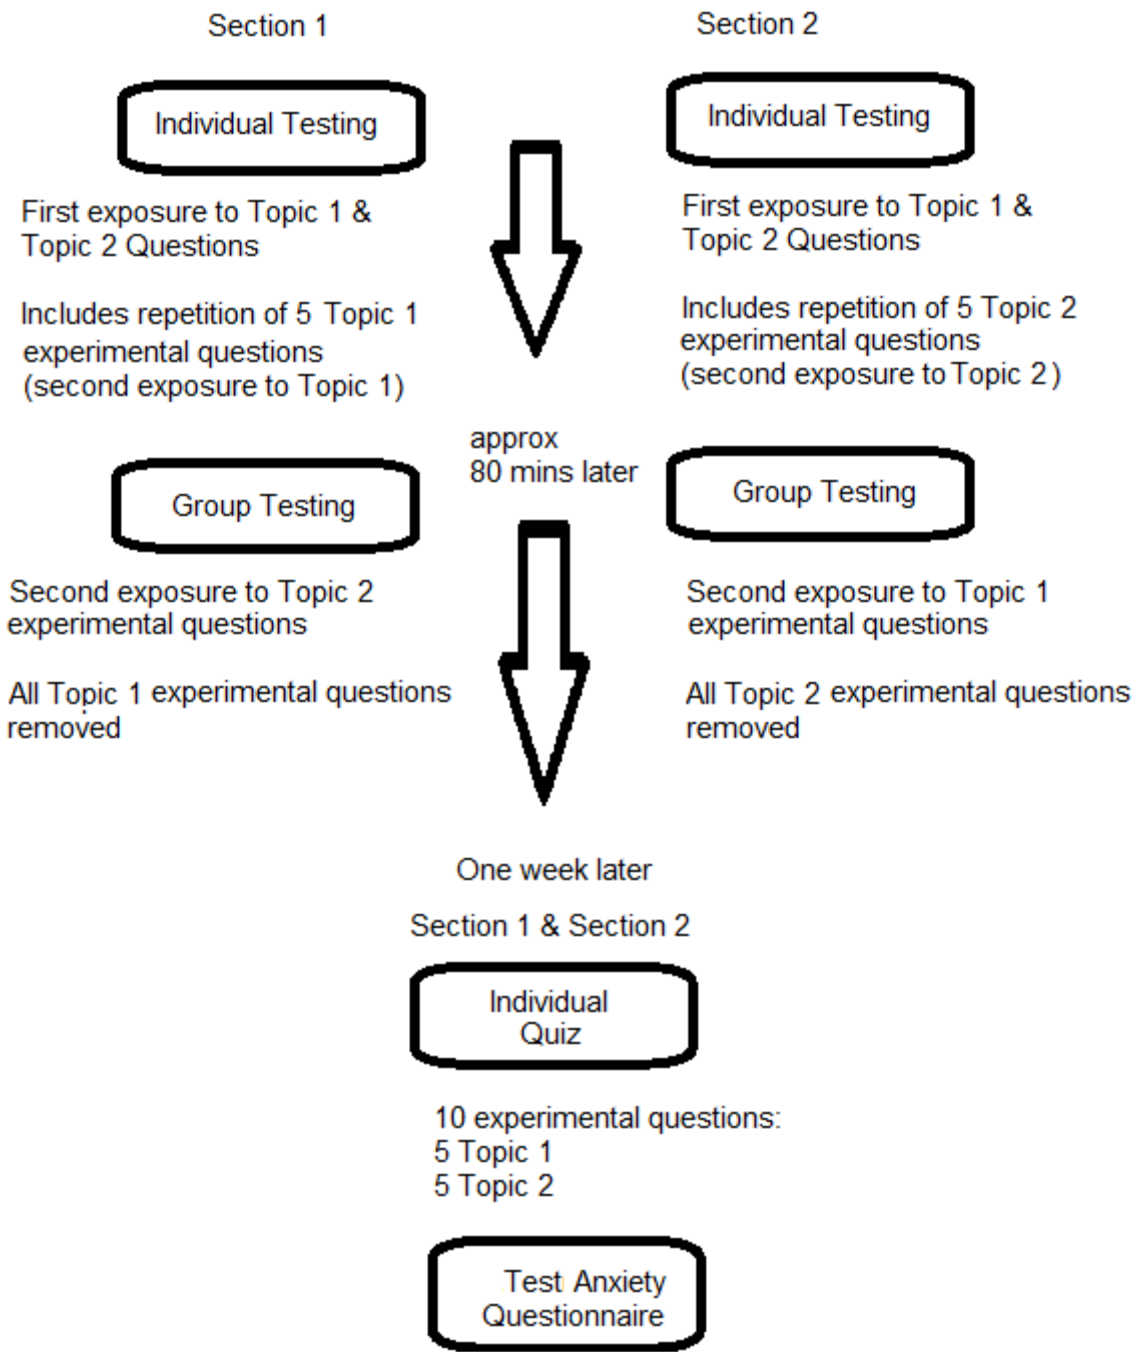 Section 1
Section 2
Individual Testing
Individual Testing
First exposure to Topic 1 &
Topic 2 Questions
Includes repetition of 5 Topic 1
experimental questions
(second exposure to Topic 1)
First exposure to Topic 1 &
Topic 2 Questions
Includes repetition of 5 Topic 2
experimental questions
(second exposure to Topic 2)
approx
80 mins later
Group Testing
Group Testing
Second exposure to Topic 2
experimental questions
All Topic 1 experimental questions
removed
Second exposure to Topic 1
experimental questions
All Topic 2 experimental questions
removed
One week later
Section 1 & Section 2
Individual
Quiz
10 experimental questions:
5 Topic 1
5 Topic 2
Test Anxiety
Questionnaire